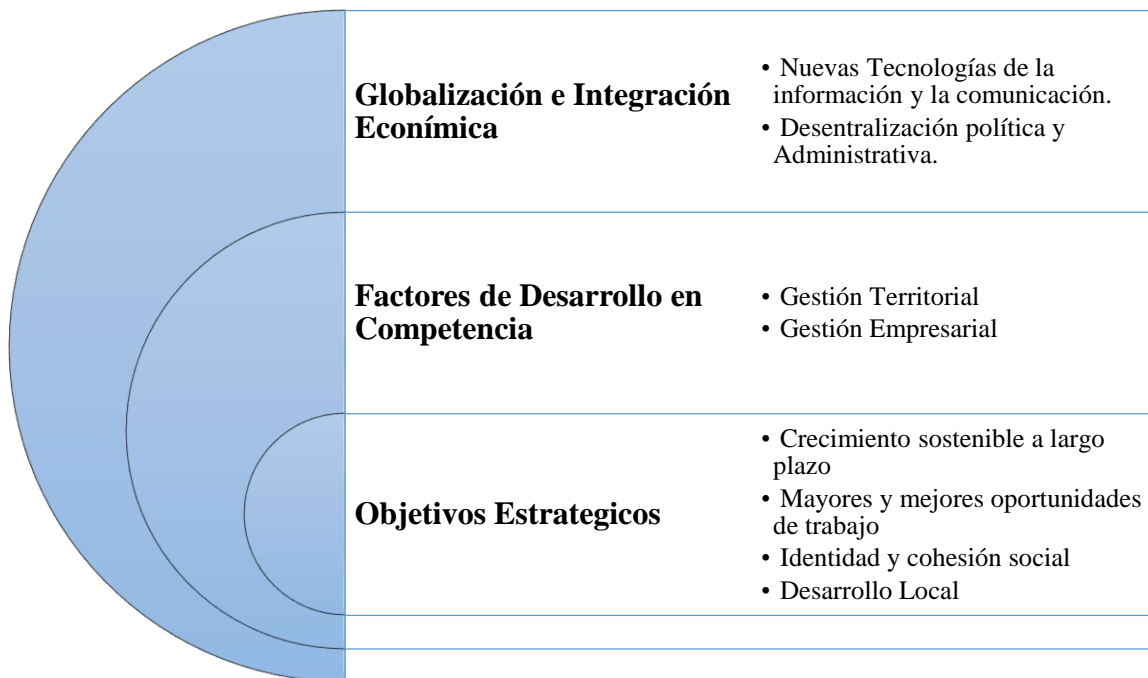 Globalización e Integración
Econímica
• Nuevas Tecnologías de la
información y la comunicación.
• Desentralización política y
Administrativa.
Factores de Desarrollo en
Competencia
• Gestión Territorial
• Gestión Empresarial
Objetivos Estrategicos
• Crecimiento sostenible a largo
plazo
• Mayores y mejores oportunidades
de trabajo
• Identidad y cohesión social
• Desarrollo Local